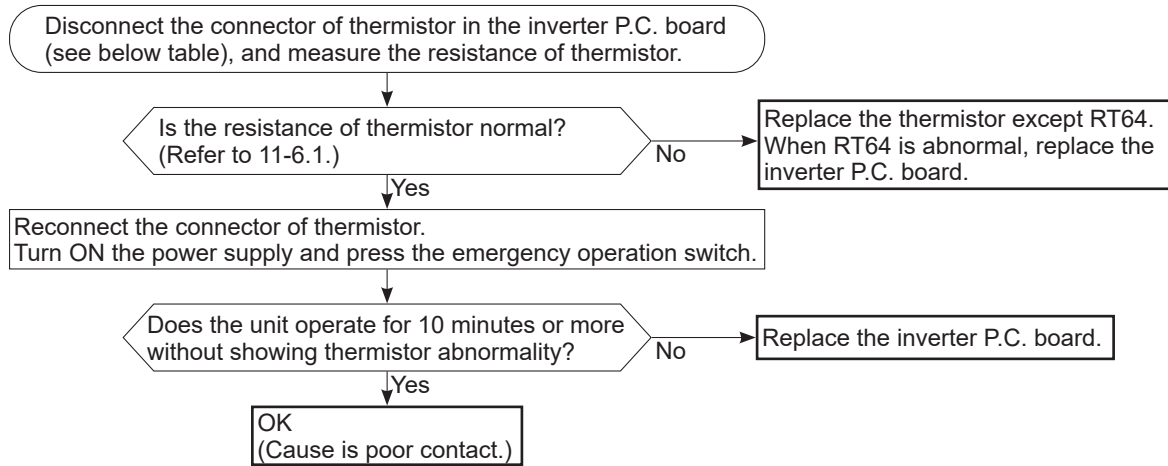 Disconnect the connector of thermistor in the inverter P.C. board
(see below table), and measure the resistance of thermistor.
Is the resistance of thermistor normal?
(Refer to 11-6.1.)
No
Replace the thermistor except RT64.
When RT64 is abnormal, replace the
inverter P.C. board.
Yes
Reconnect the connector of thermistor.
Turn ON the power supply and press the emergency operation switch.
Does the unit operate for 10 minutes or more
without showing thermistor abnormality?
No
Replace the inverter P.C. board.
Yes
OK
(Cause is poor contact.)